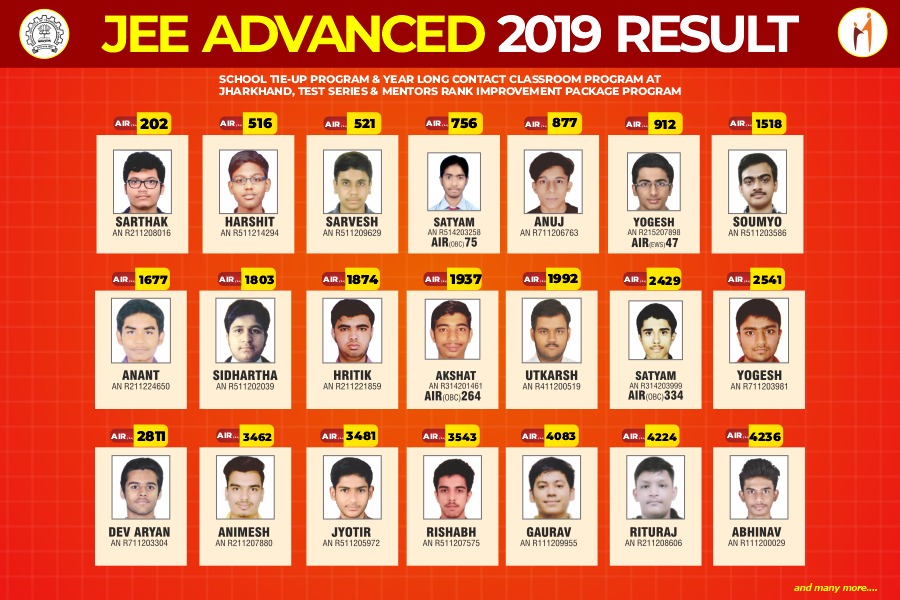 JEE ADVANCED 2019 RESULT
SCHOOL TIE-UP PROGRAM & YEAR LONG CONTACT CLASSROOM PROGRAM AT
JHARKHAND, TEST SERIES & MENTORS RANK IMPROVEMENT PACKAGE PROGRAM
AIR... 202
SARTHAK
AN R211208016
AIR... 516
HARSHIT
AN R511214294
AIR... 521
SARVESH
AN R511209629
AIR... 756
SATYAM
AN R514203258
AIR(OBC)75
AIR... 877
ANUJ
AN R711206763
AIR... 912
YOGESH
AN R215207898
AIR(EWS)47
AIR... 1518
SOUMYO
AN R511203586
AIR... 1677
ANANT
AN R211224650
AIR... 1803
SIDHARTHA
AN R511202039
AIR... 1874
HRITIK
AN R211221859
AIR... 1937
AKSHAT
AN R314201461
AIR(OBC)264
AIR... 1992
UTKARSH
AN R411200519
AIR... 2429
SATYAM
AN R314203999
AIR(OBC)334
AIR... 2541
YOGESH
AN R711203981
AIR... 2811
DEV ARYAN
AN R711203304
AIR... 3462
ANIMESH
AN R211207880
AIR... 3481
JYOTIR
AN R511205972
AIR... 3543
RISHABH
AN R511207575
AIR... 4083
GAURAV
AN R111209955
AIR... 4224
RITURAJ
AN R211208606
AIR... 4236
ABHINAV
AN R111200029
and many more....